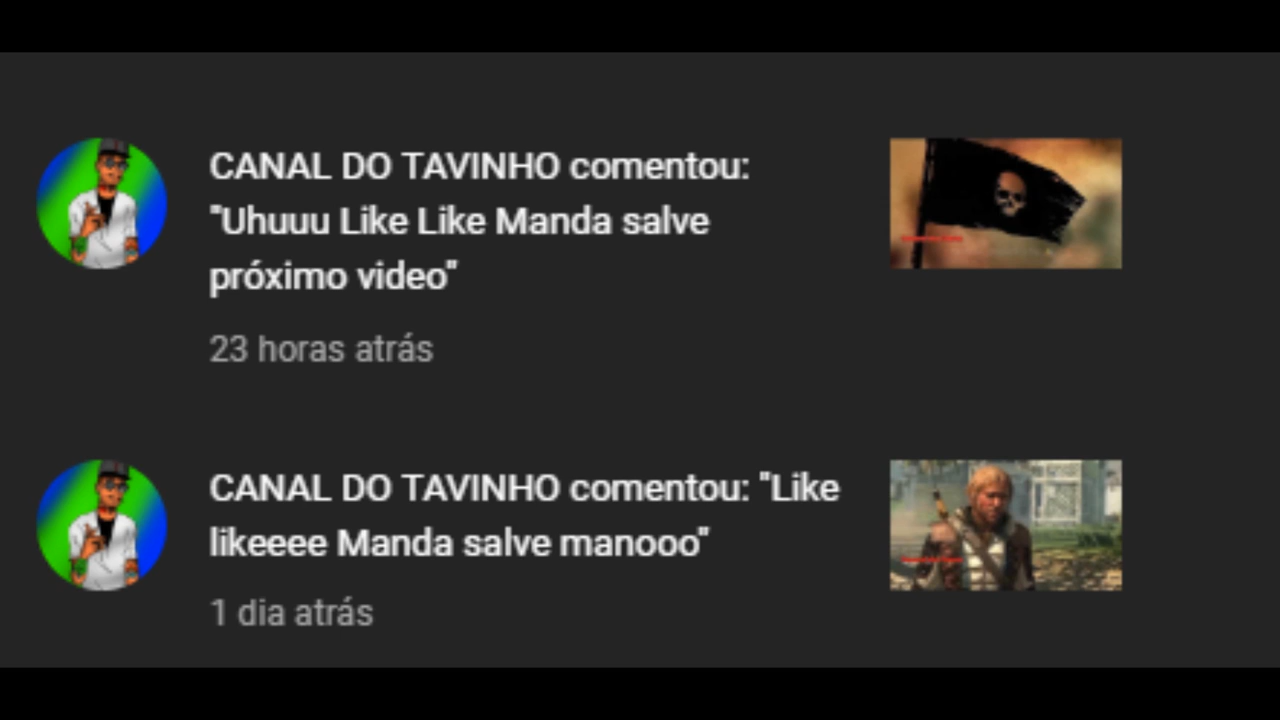 CANAL DO TAVINHO comentou:
"Uhuuu Like Like Manda salve
próximo video"
23 horas atrás
CANAL DO TAVINHO comentou: "Like
likeeee Manda salve manooo"
1 dia atrás